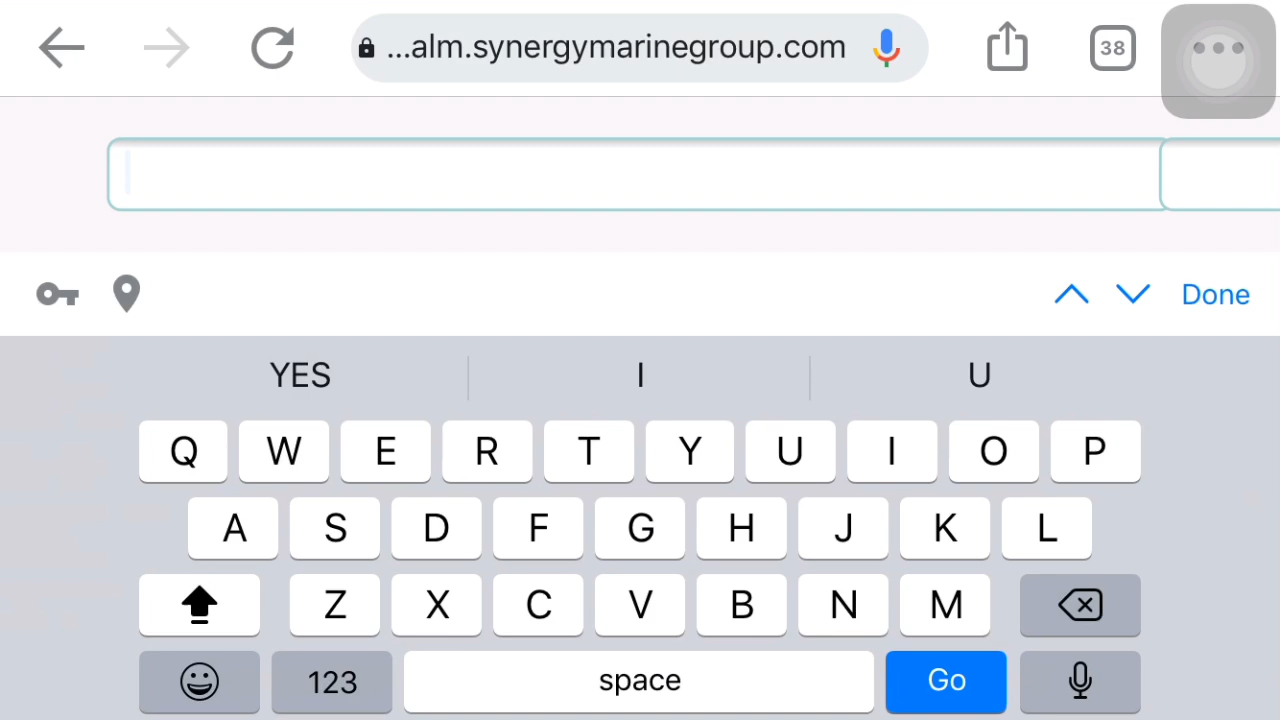 ...alm.synergymarinegroup.com
38
Done
YES I U
Q W E R T Y U I O P
A S D F G H J K L
Z X C V B N M
123 space Go